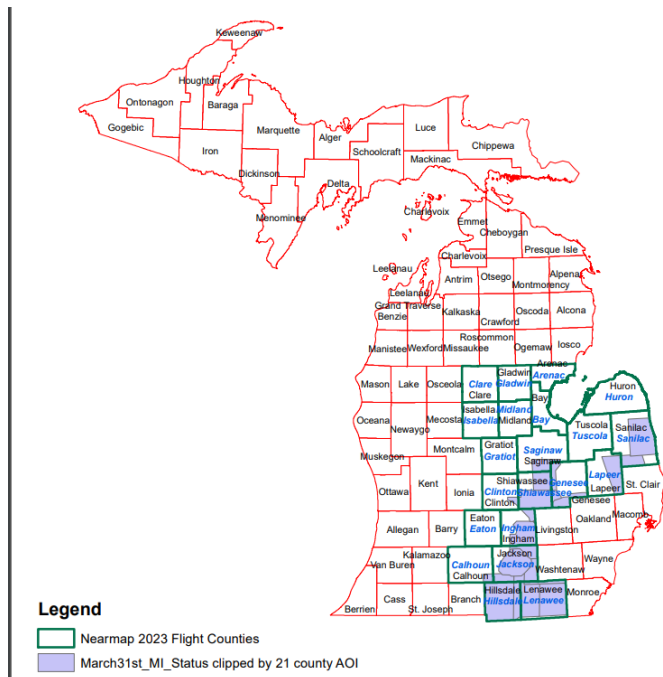 Keweenaw
Houghton
Ontonagon
Baraga
Gogebic
Marquette
Iron
Alger
Luce
Chippewa
Schoolcraft
Mackinac
Dickinson
Delta
Menominee
Charlevoix
Emmet
Cheboygan
Presque Isle
Charlevoix
Leelanau
Antrim
Otsego
Alpena
Montmorency
Leelanau
Grand Traverse
Benzie
Kalkaska
Crawford
Oscoda
Alcona
Manistee
Wexford
Missaukee
Roscommon
Ogemaw
Iosco
Arenac
Arenac
Mason
Lake
Osceola
Clare
Clare
Gladwin
Gladwin
Huron
Huron
Oceana
Newaygo
Mecosta
Isabella
Isabella
Midland
Midland
Bay
Bay
Tuscola
Tuscola
Sanilac
Sanilac
Muskegon
Montcalm
Gratiot
Gratiot
Saginaw
Saginaw
Ottawa
Kent
Ionia
Clinton
Clinton
Shiawassee
Shiawassee
Genesee
Genesee
Lapeer
Lapeer
St. Clair
Allegan
Barry
Eaton
Eaton
Ingham
Ingham
Livingston
Oakland
Macomb
Van Buren
Kalamazoo
Calhoun
Calhoun
Jackson
Jackson
Washtenaw
Wayne
Berrien
Cass
St. Joseph
Branch
Hillsdale
Hillsdale
Lenawee
Lenawee
Monroe
Legend
Nearmap 2023 Flight Counties
March31st_MI_Status clipped by 21 county AOI